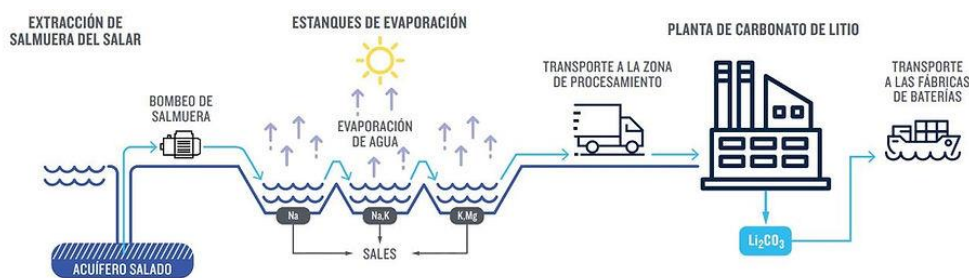 EXTRACCIÓN DE
SALMUERA DEL SALAR
BOMBEO DE
SALMUERA
ACUÍFERO SALADO
ESTANQUES DE EVAPORACIÓN
EVAPORACIÓN
DE AGUA
Na
Na,K
K,Mg
SALES
TRANSPORTE A LA ZONA
DE PROCESAMIENTO
PLANTA DE CARBONATO DE LITIO
Li₂CO₃
TRANSPORTE
A LAS FÁBRICAS
DE BATERÍAS